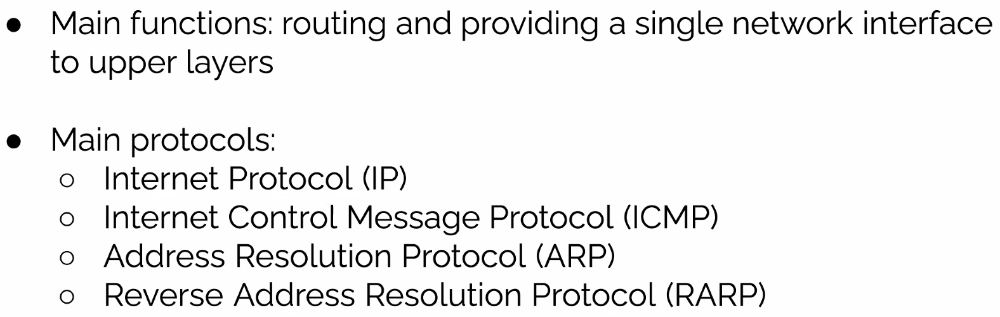 ● Main functions: routing and providing a single network interface
to upper layers
● Main protocols:
○ Internet Protocol (IP)
○ Internet Control Message Protocol (ICMP)
○ Address Resolution Protocol (ARP)
○ Reverse Address Resolution Protocol (RARP)